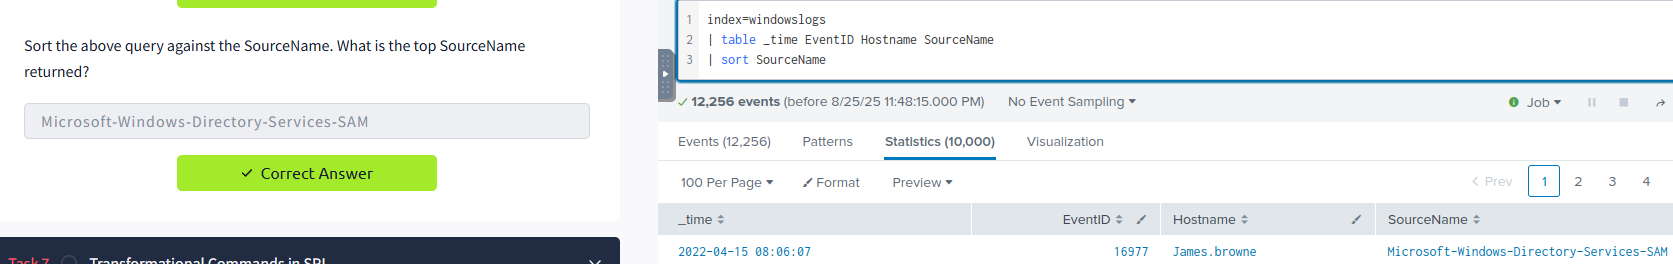 Sort the above query against the SourceName. What is the top SourceName
returned?
Microsoft-Windows-Directory-Services-SAM
Correct Answer
Task 7
Transformational Commands in SPL
1 index=windowslogs
2 | table _time EventID Hostname SourceName
3 | sort SourceName
12,256 events (before 8/25/25 11:48:15.000 PM) No Event Sampling Job
Events (12,256) Patterns Statistics (10,000) Visualization
100 Per Page Format Preview < Prev 1 2 3 4
_time EventID Hostname SourceName
2022-04-15 08:06:07 16977 James.browne Microsoft-Windows-Directory-Services-SAM